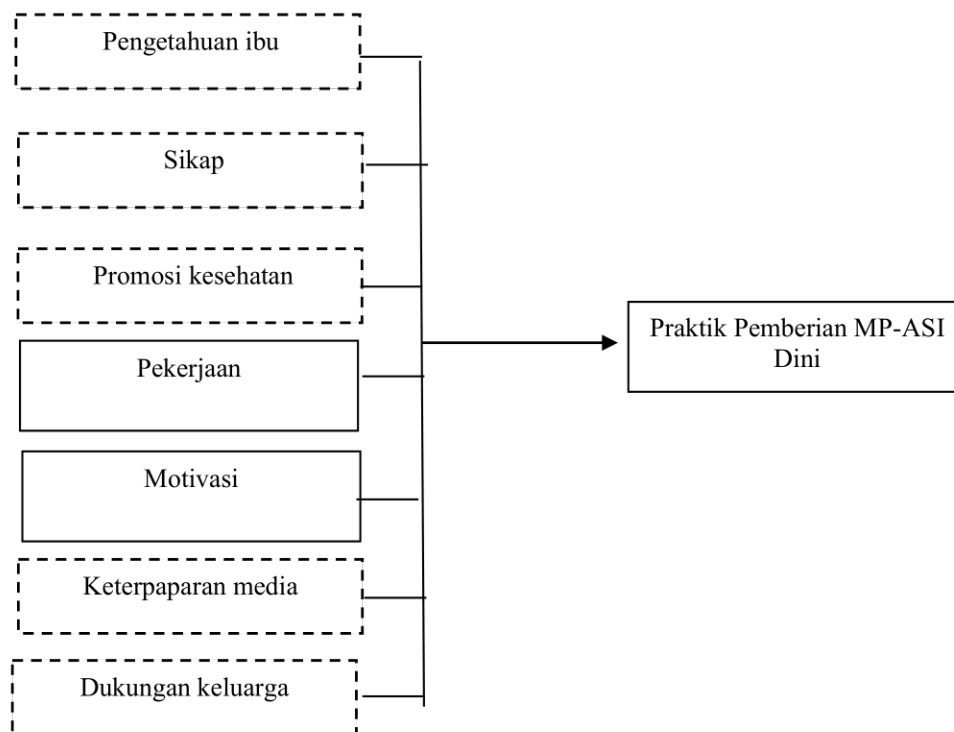 Pengetahuan ibu
Sikap
Promosi kesehatan
Pekerjaan
Motivasi
Keterpaparan media
Dukungan keluarga
Praktik Pemberian MP-ASI
Dini